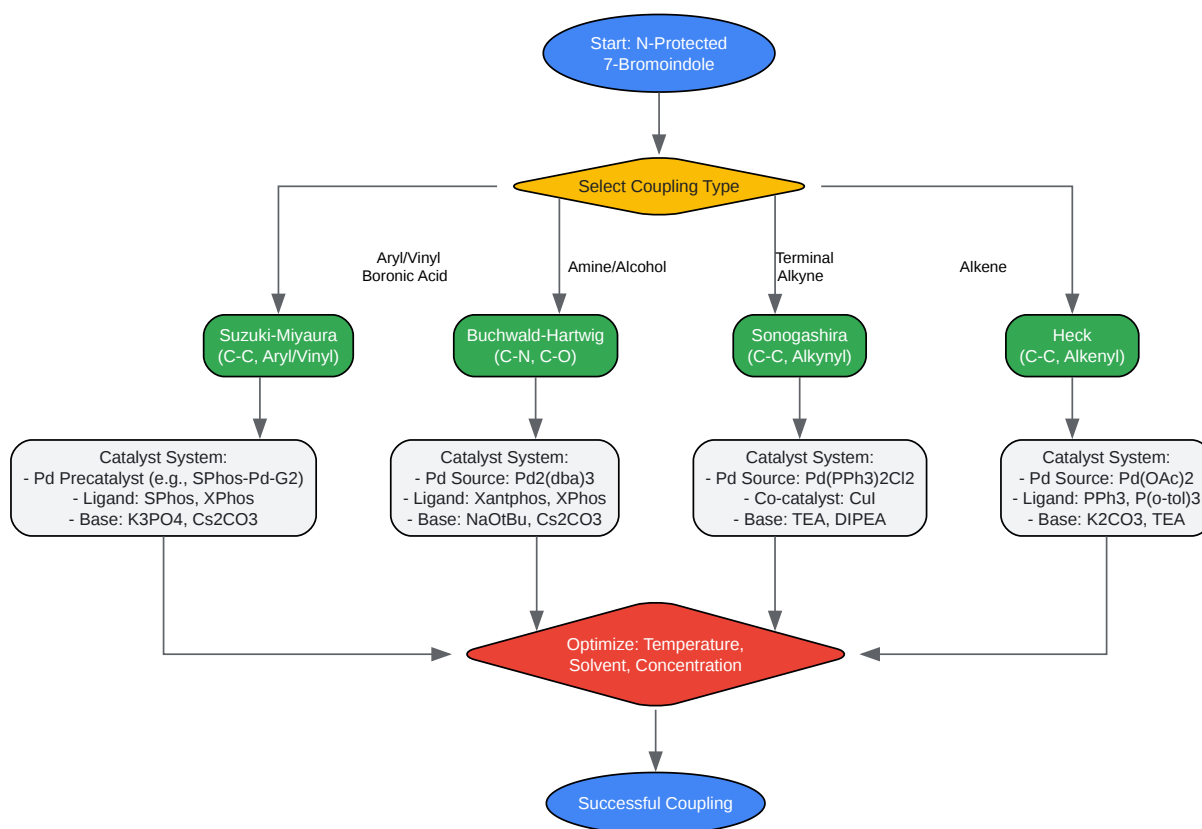 Start: N-Protected
7-Bromoindole
Select Coupling Type
Aryl/Vinyl
Boronic Acid
Amine/Alcohol
Terminal
Alkyne
Alkene
Suzuki-Miyaura
(C-C, Aryl/Vinyl)
Buchwald-Hartwig
(C-N, C-O)
Sonogashira
(C-C, Alkynyl)
Heck
(C-C, Alkenyl)
Catalyst System:
- Pd Precatalyst (e.g., SPhos-Pd-G2)
- Ligand: SPhos, XPhos
- Base: K3PO4, Cs2CO3
Catalyst System:
- Pd Source: Pd2(dba)3
- Ligand: Xantphos, XPhos
- Base: NaOtBu, Cs2CO3
Catalyst System:
- Pd Source: Pd(PPh3)2Cl2
- Co-catalyst: CuI
- Base: TEA, DIPEA
Catalyst System:
- Pd Source: Pd(OAc)2
- Ligand: PPh3, P(o-tol)3
- Base: K2CO3, TEA
Optimize: Temperature,
Solvent, Concentration
Successful Coupling